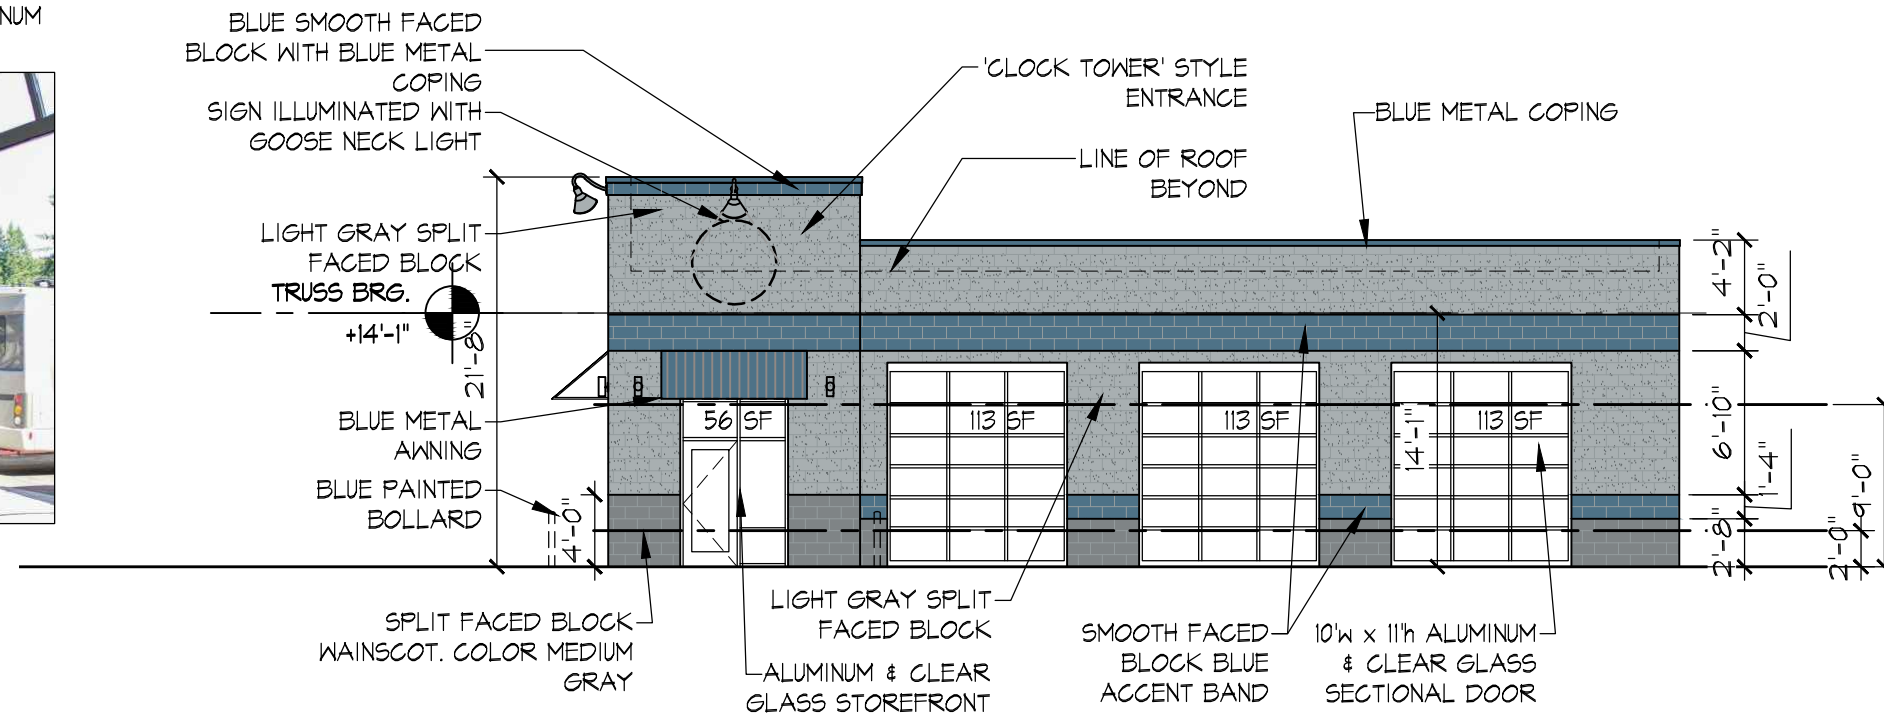 NUM
BLUE SMOOTH FACED
BLOCK WITH BLUE METAL
COPING
SIGN ILLUMINATED WITH
GOOSE NECK LIGHT
'CLOCK TOWER' STYLE
ENTRANCE
BLUE METAL COPING
LINE OF ROOF
BEYOND
LIGHT GRAY SPLIT
FACED BLOCK
TRUSS BRG.
+14'-1"
21'-8"
BLUE METAL
AWNING
BLUE PAINTED
BOLLARD
4'-0"
56 SF
113 SF
113 SF
113 SF
14'-1"
4'-2"
2'-0"
6'-10"
1'-4"
2'-8"
9'-0"
2'-0"
SPLIT FACED BLOCK
WAINSCOT. COLOR MEDIUM
GRAY
ALUMINUM & CLEAR
GLASS STOREFRONT
LIGHT GRAY SPLIT
FACED BLOCK
SMOOTH FACED
BLOCK BLUE
ACCENT BAND
10'w x 11'h ALUMINUM
& CLEAR GLASS
SECTIONAL DOOR